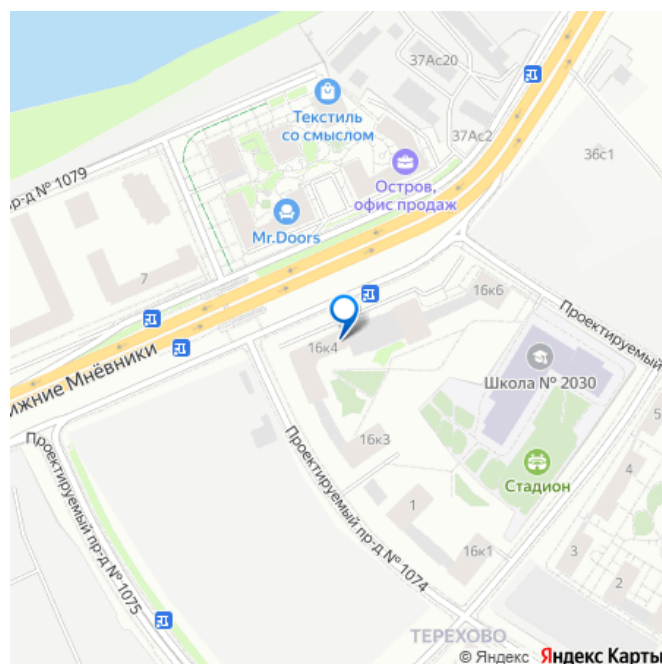 37Ас20
Текстиль
со смыслом
37Ас2
36с1
Остров,
офис продаж
р-д № 1079
Mr.Doors
7
16к6
Проектируемый
16к4
ижние Мнёвники
Школа № 2030
5
16к3
Проектируемый пр-д № 1075
Проектируемый пр-д № 1074
Стадион
4
1
16к1
3
2
ТЕРЕХОВО
© Яндекс Яндекс Карты